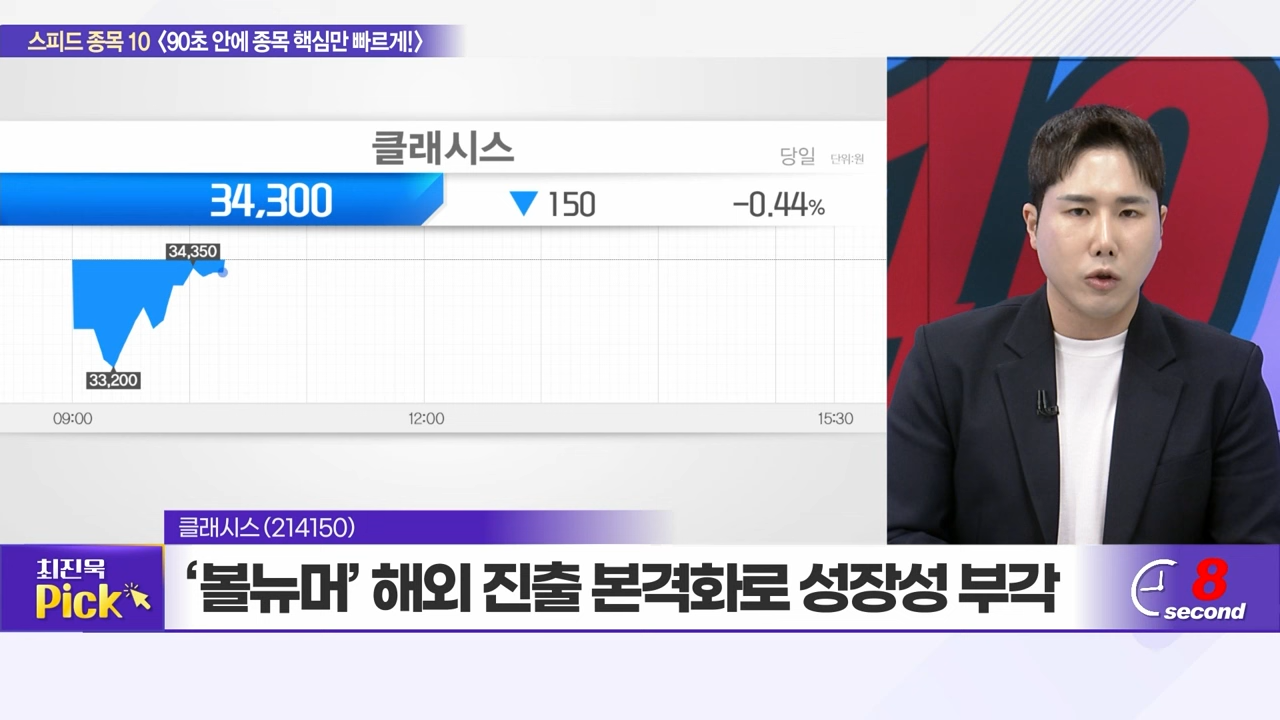 스피드 종목 10 <90초 안에 종목 핵심만 빠르게!>
클래시스
당일 단위:원
34,300 ▼ 150 -0.44%
34,350
33,200
09:00 12:00 15:30
10
클래시스(214150)
최진욱
Pick
'볼뉴머' 해외 진출 본격화로 성장성 부각
8
second